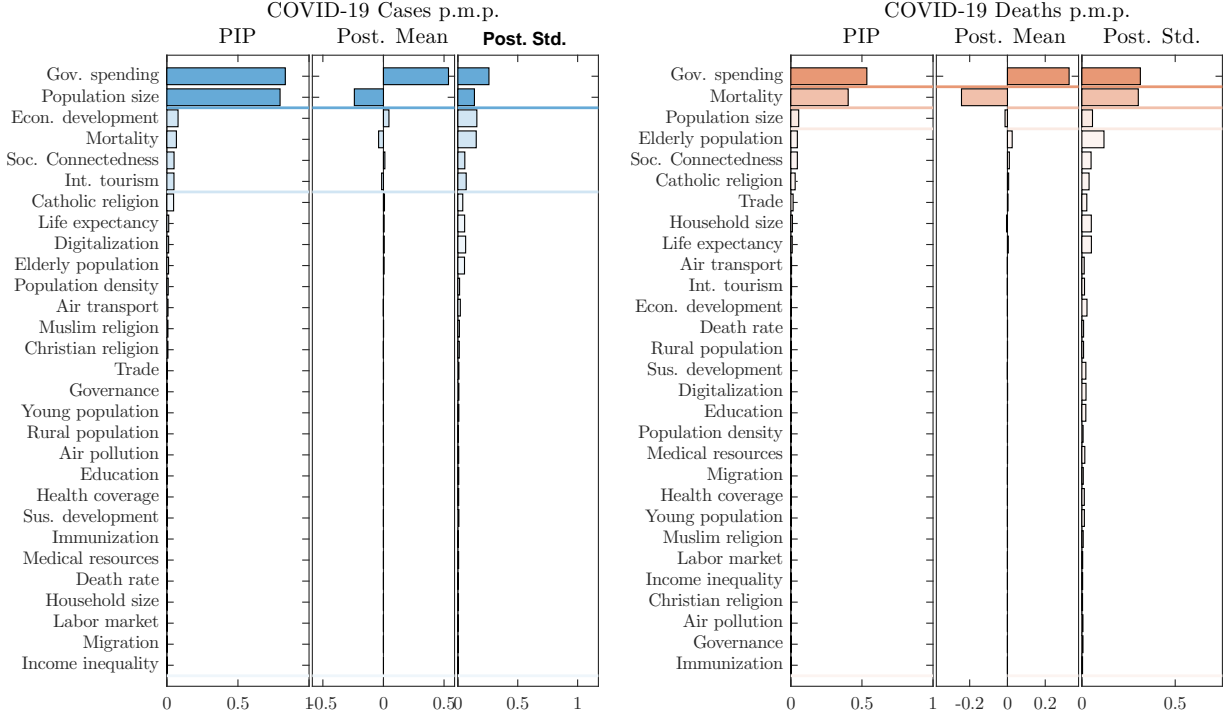 COVID-19 Cases p.m.p.
PIP
Post. Mean
Post. Std.
Gov. spending
Population size
Econ. development
Mortality
Soc. Connectedness
Int. tourism
Catholic religion
Life expectancy
Digitalization
Elderly population
Population density
Air transport
Muslim religion
Christian religion
Trade
Governance
Young population
Rural population
Air pollution
Education
Health coverage
Sus. development
Immunization
Medical resources
Death rate
Household size
Labor market
Migration
Income inequality
0 0.5 1
-0.5 0 0.5
0 0.5 1
COVID-19 Deaths p.m.p.
PIP
Post. Mean
Post. Std.
Gov. spending
Mortality
Population size
Elderly population
Soc. Connectedness
Catholic religion
Trade
Household size
Life expectancy
Air transport
Int. tourism
Econ. development
Death rate
Rural population
Sus. development
Digitalization
Education
Population density
Medical resources
Migration
Health coverage
Young population
Muslim religion
Labor market
Income inequality
Christian religion
Air pollution
Governance
Immunization
0 0.5 1
-0.2 0 0.2
0 0.5